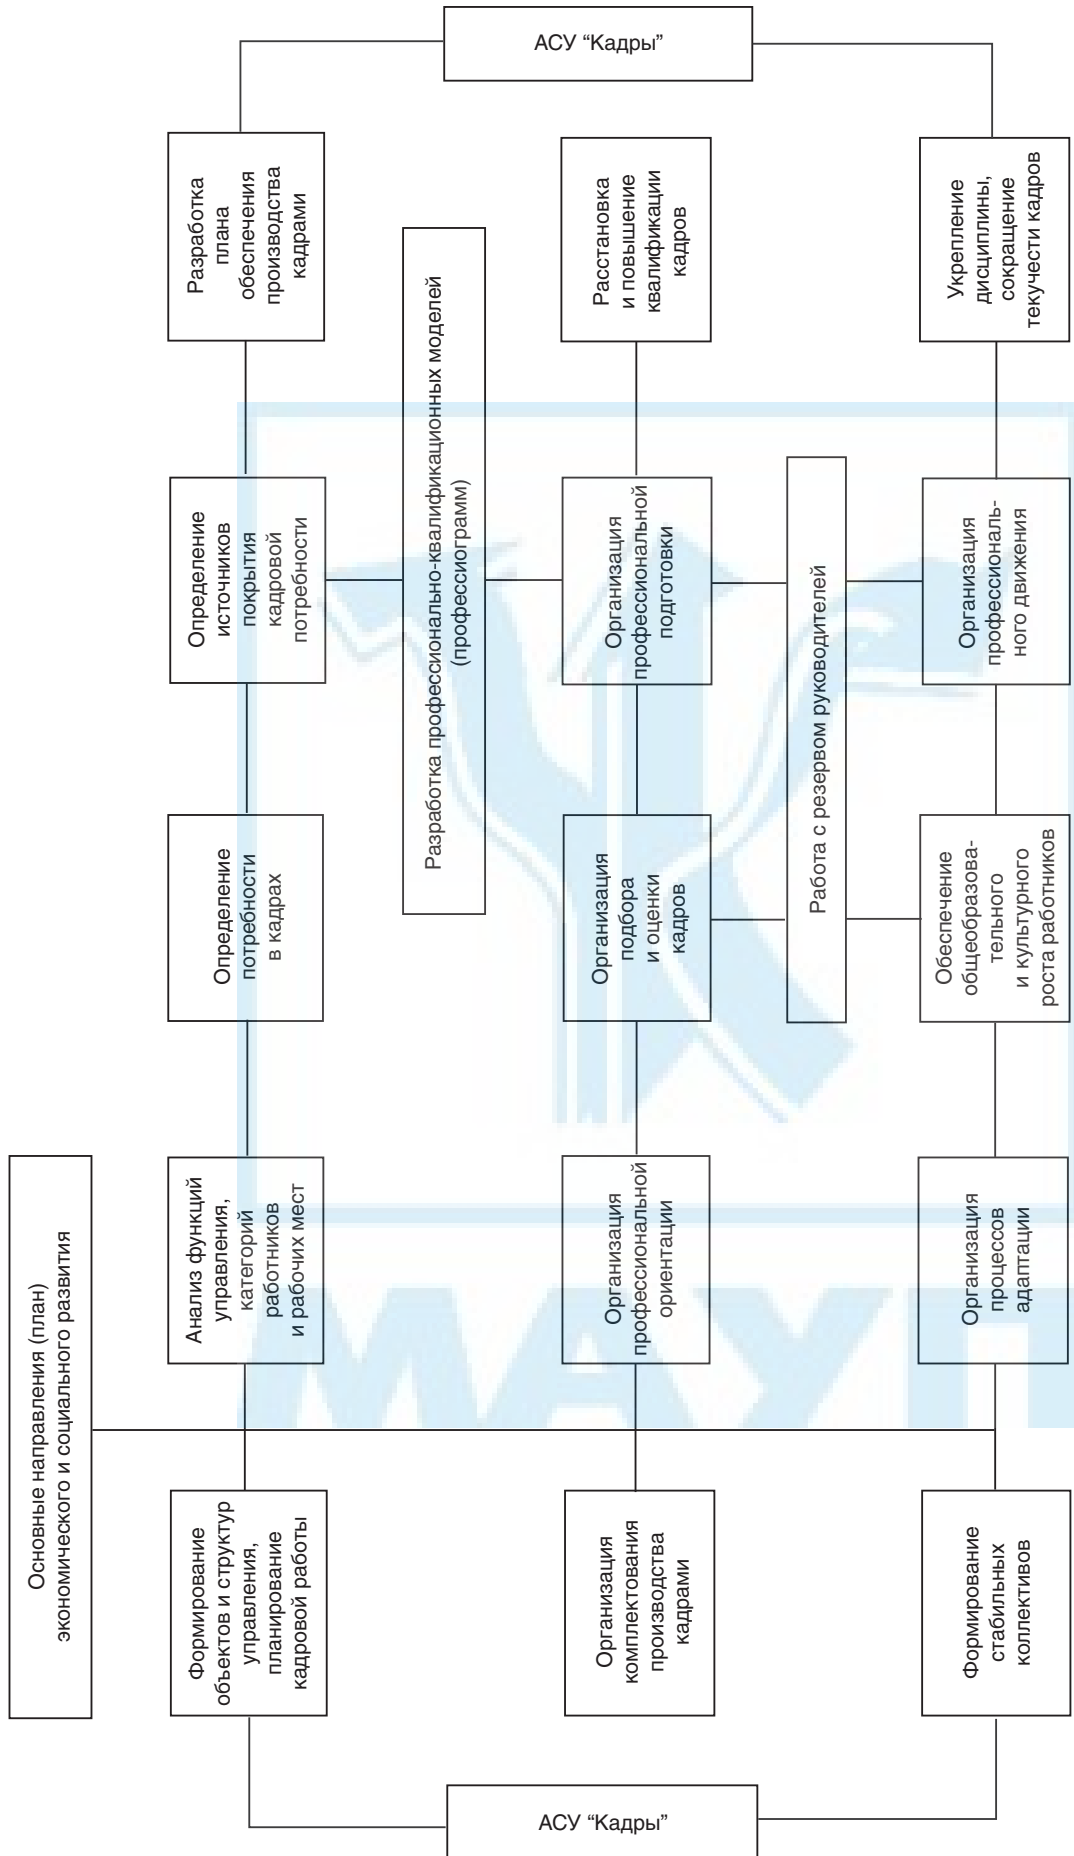 Основные направления (план)
экономического и социального развития
АСУ “Кадры”
Формирование
объектов и структур
управления,
планирование
кадровой работы
Анализ функций
управления,
категорий
работников
и рабочих мест
Определение
потребности
в кадрах
Определение
источников
покрытия
кадровой
потребности
Разработка
плана
обеспечения
производства
кадрами
Разработка профессионально-квалификационных моделей
(профессиограмм)
Организация
комплектования
производства
кадрами
Организация
профессиональной
ориентации
Организация
подбора
и оценки
кадров
Организация
профессиональной
подготовки
Расстановка
и повышение
квалификации
кадров
Работа с резервом руководителей
Формирование
стабильных
коллективов
Организация
процессов
адаптации
Обеспечение
общеобразова-
тельного
и культурного
роста работников
Организация
профессиональ-
ного движения
Укрепление
дисциплины,
сокращение
текучести кадров
АСУ “Кадры”
МАУП